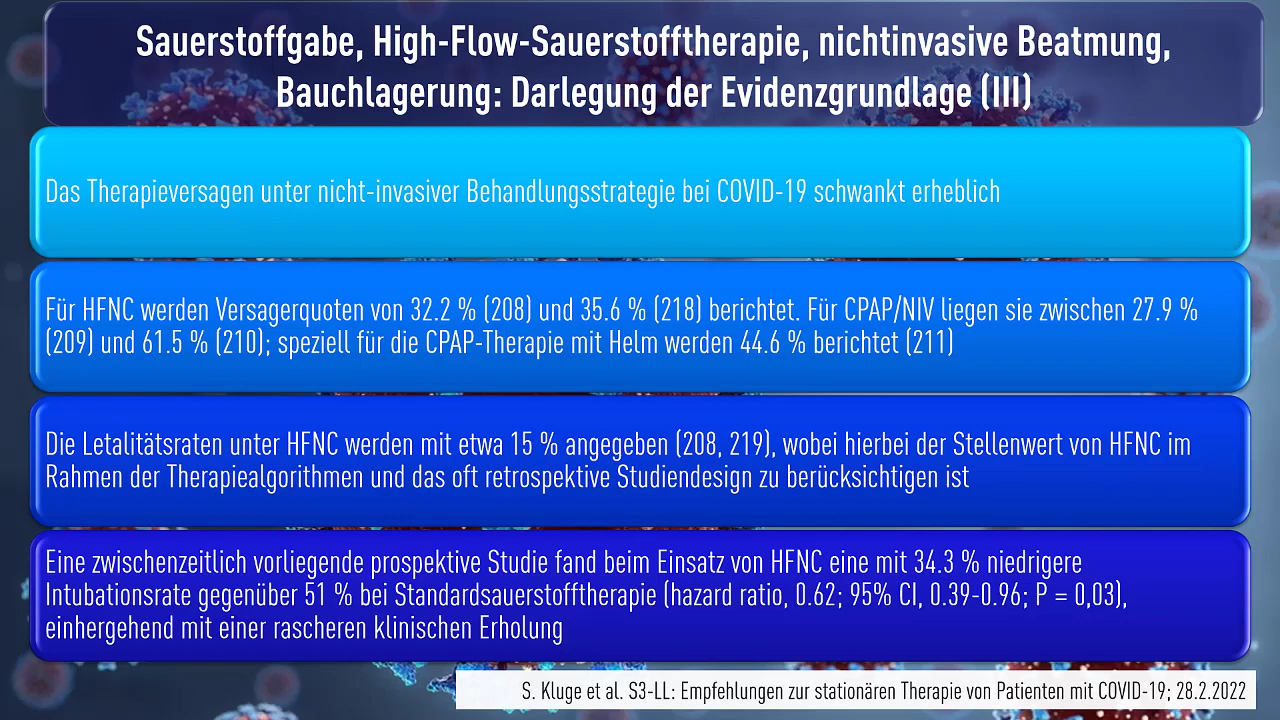 Sauerstoffgabe, High-Flow-Sauerstofftherapie, nichtinvasive Beatmung,
Bauchlagerung: Darlegung der Evidenzgrundlage (III)
Das Therapieversagen unter nicht-invasiver Behandlungsstrategie bei COVID-19 schwankt erheblich
Für HFNC werden Versagerquoten von 32.2 % (208) und 35.6 % (218) berichtet. Für CPAP/NIV liegen sie zwischen 27.9 %
(209) und 61.5 % (210); speziell für die CPAP-Therapie mit Helm werden 44.6 % berichtet (211)
Die Letalitätsraten unter HFNC werden mit etwa 15 % angegeben (208, 219), wobei hierbei der Stellenwert von HFNC im
Rahmen der Therapiealgorithmen und das oft retrospektive Studiendesign zu berücksichtigen ist
Eine zwischenzeitlich vorliegende prospektive Studie fand beim Einsatz von HFNC eine mit 34.3 % niedrigere
Intubationsrate gegenüber 51 % bei Standardsauerstofftherapie (hazard ratio, 0.62; 95% CI, 0.39-0.96; P = 0,03),
einhergehend mit einer rascheren klinischen Erholung
S. Kluge et al. S3-LL: Empfehlungen zur stationären Therapie von Patienten mit COVID-19; 28.2.2022